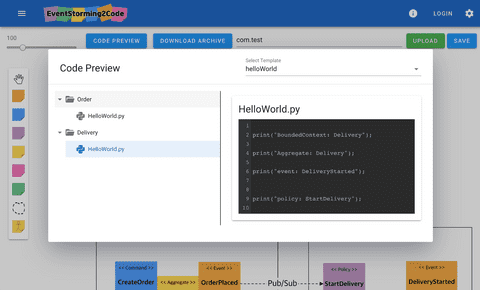 EventStorming2Code
LOGIN
100
CODE PREVIEW
DOWNLOAD ARCHIVE
com.test
UPLOAD
SAVE
Code Preview
Select Template
helloWorld
Order
HelloWorld.py
Delivery
HelloWorld.py
HelloWorld.py
1
2 print("BoundedContext: Delivery");
3
4 print("Aggregate: Delivery");
5
6 print("event: DeliveryStarted");
7
8
9 print("policy: StartDelivery");
10
<< Command >>
CreateOrder
<< Aggregate >>
<< Event >>
OrderPlaced
Pub/Sub
<< Policy >>
StartDelivery
<< Event >>
DeliveryStarted